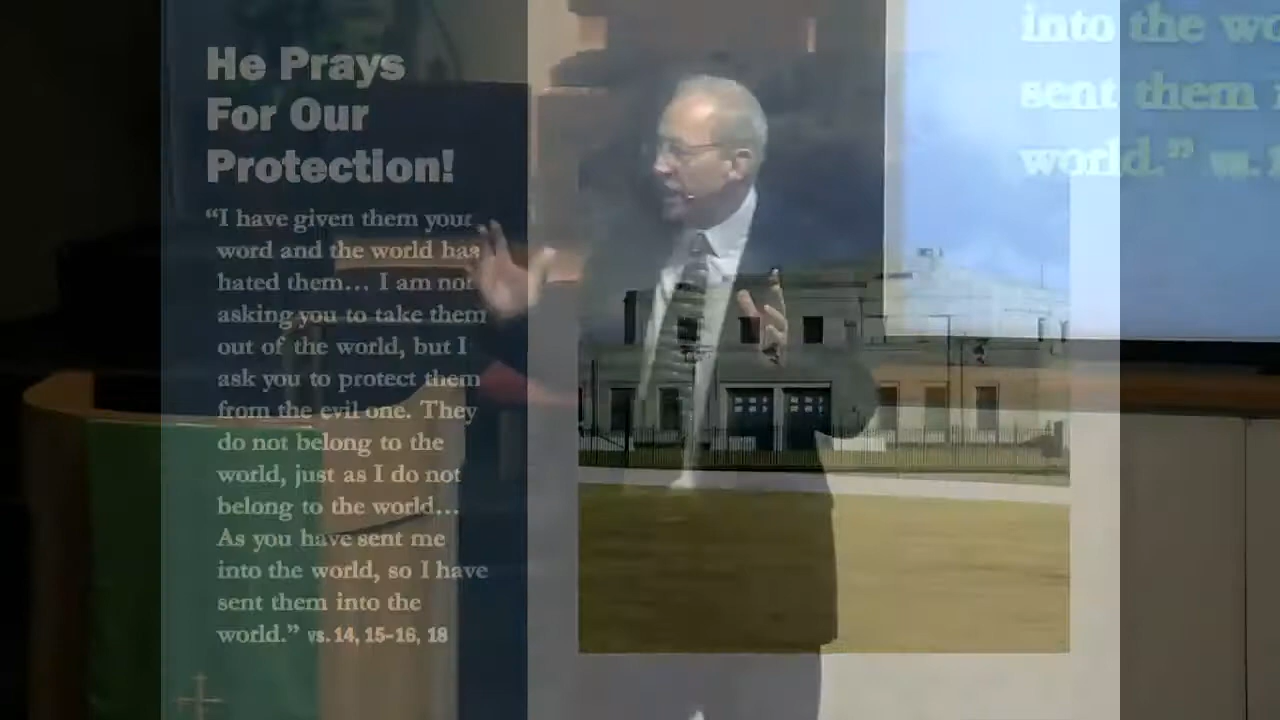 He Prays
For Our
Protection!
“I have given them your
word and the world has
hated them… I am not
asking you to take them
out of the world, but I
ask you to protect them
from the evil one. They
do not belong to the
world, just as I do not
belong to the world…
As you have sent me
into the world, so I have
sent them into the
world.” vs. 14, 15-16, 18
into the
sent them
world.” vs.